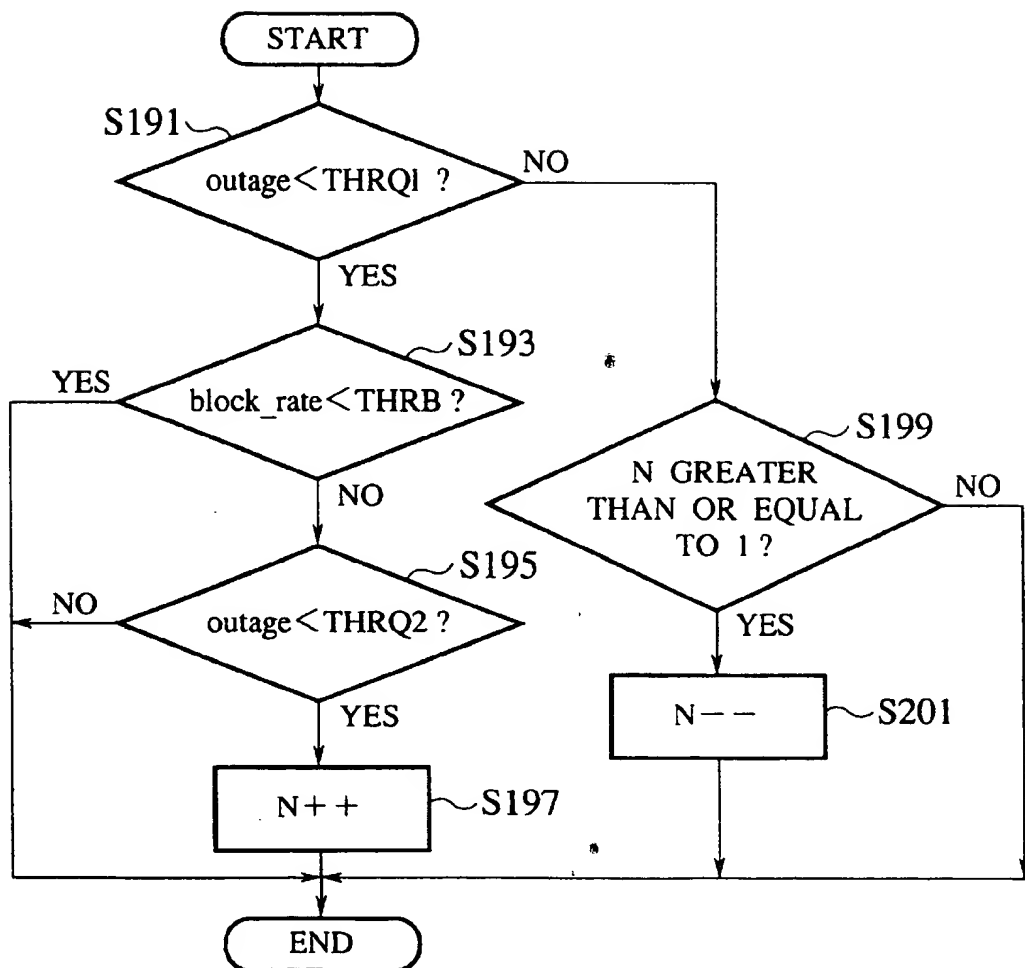 START
S191
outage<THRQ1 ?
NO
YES
S193
YES
block_rate<THRB ?
NO
S199
N GREATER
THAN OR EQUAL
TO 1 ?
NO
S195
NO
outage<THRQ2 ?
YES
YES
N--
S201
N++
S197
END